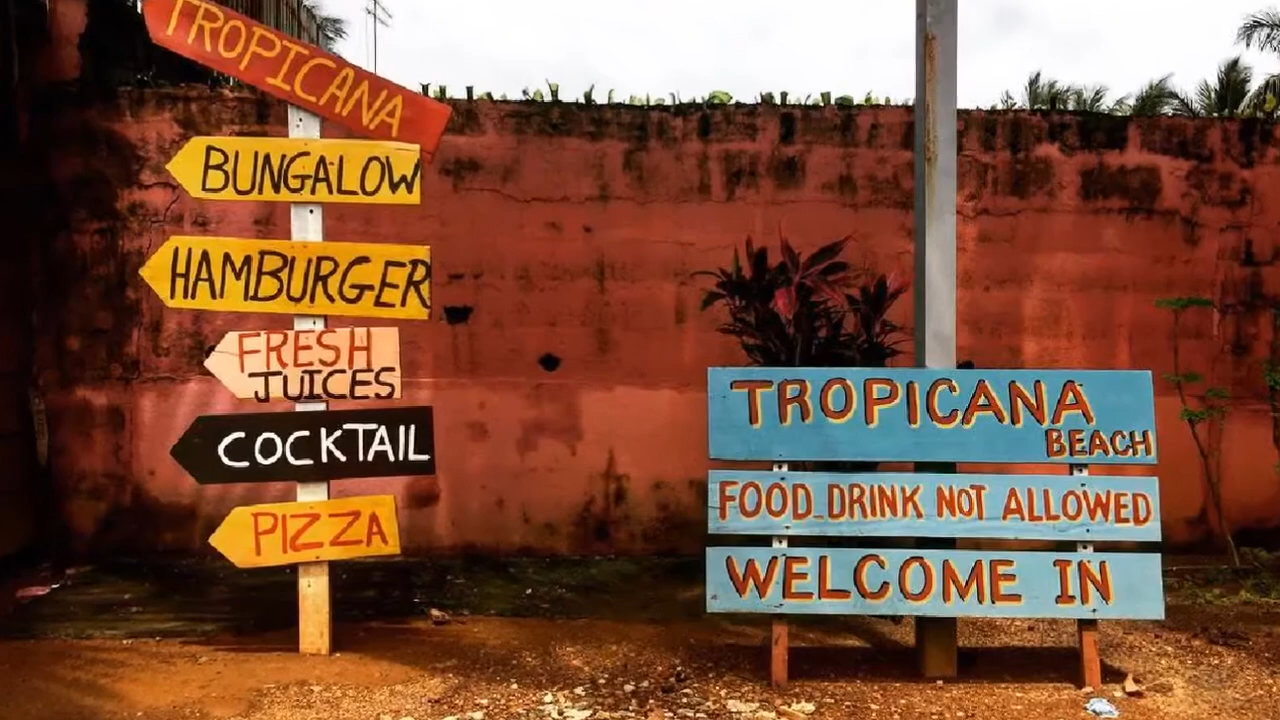 TROPICANA
BUNGALOW
HAMBURGER
FRESH
JUICES
COCKTAIL
PIZZA
TROPICANA
BEACH
FOOD DRINK NOT ALLOWED
WELCOME IN